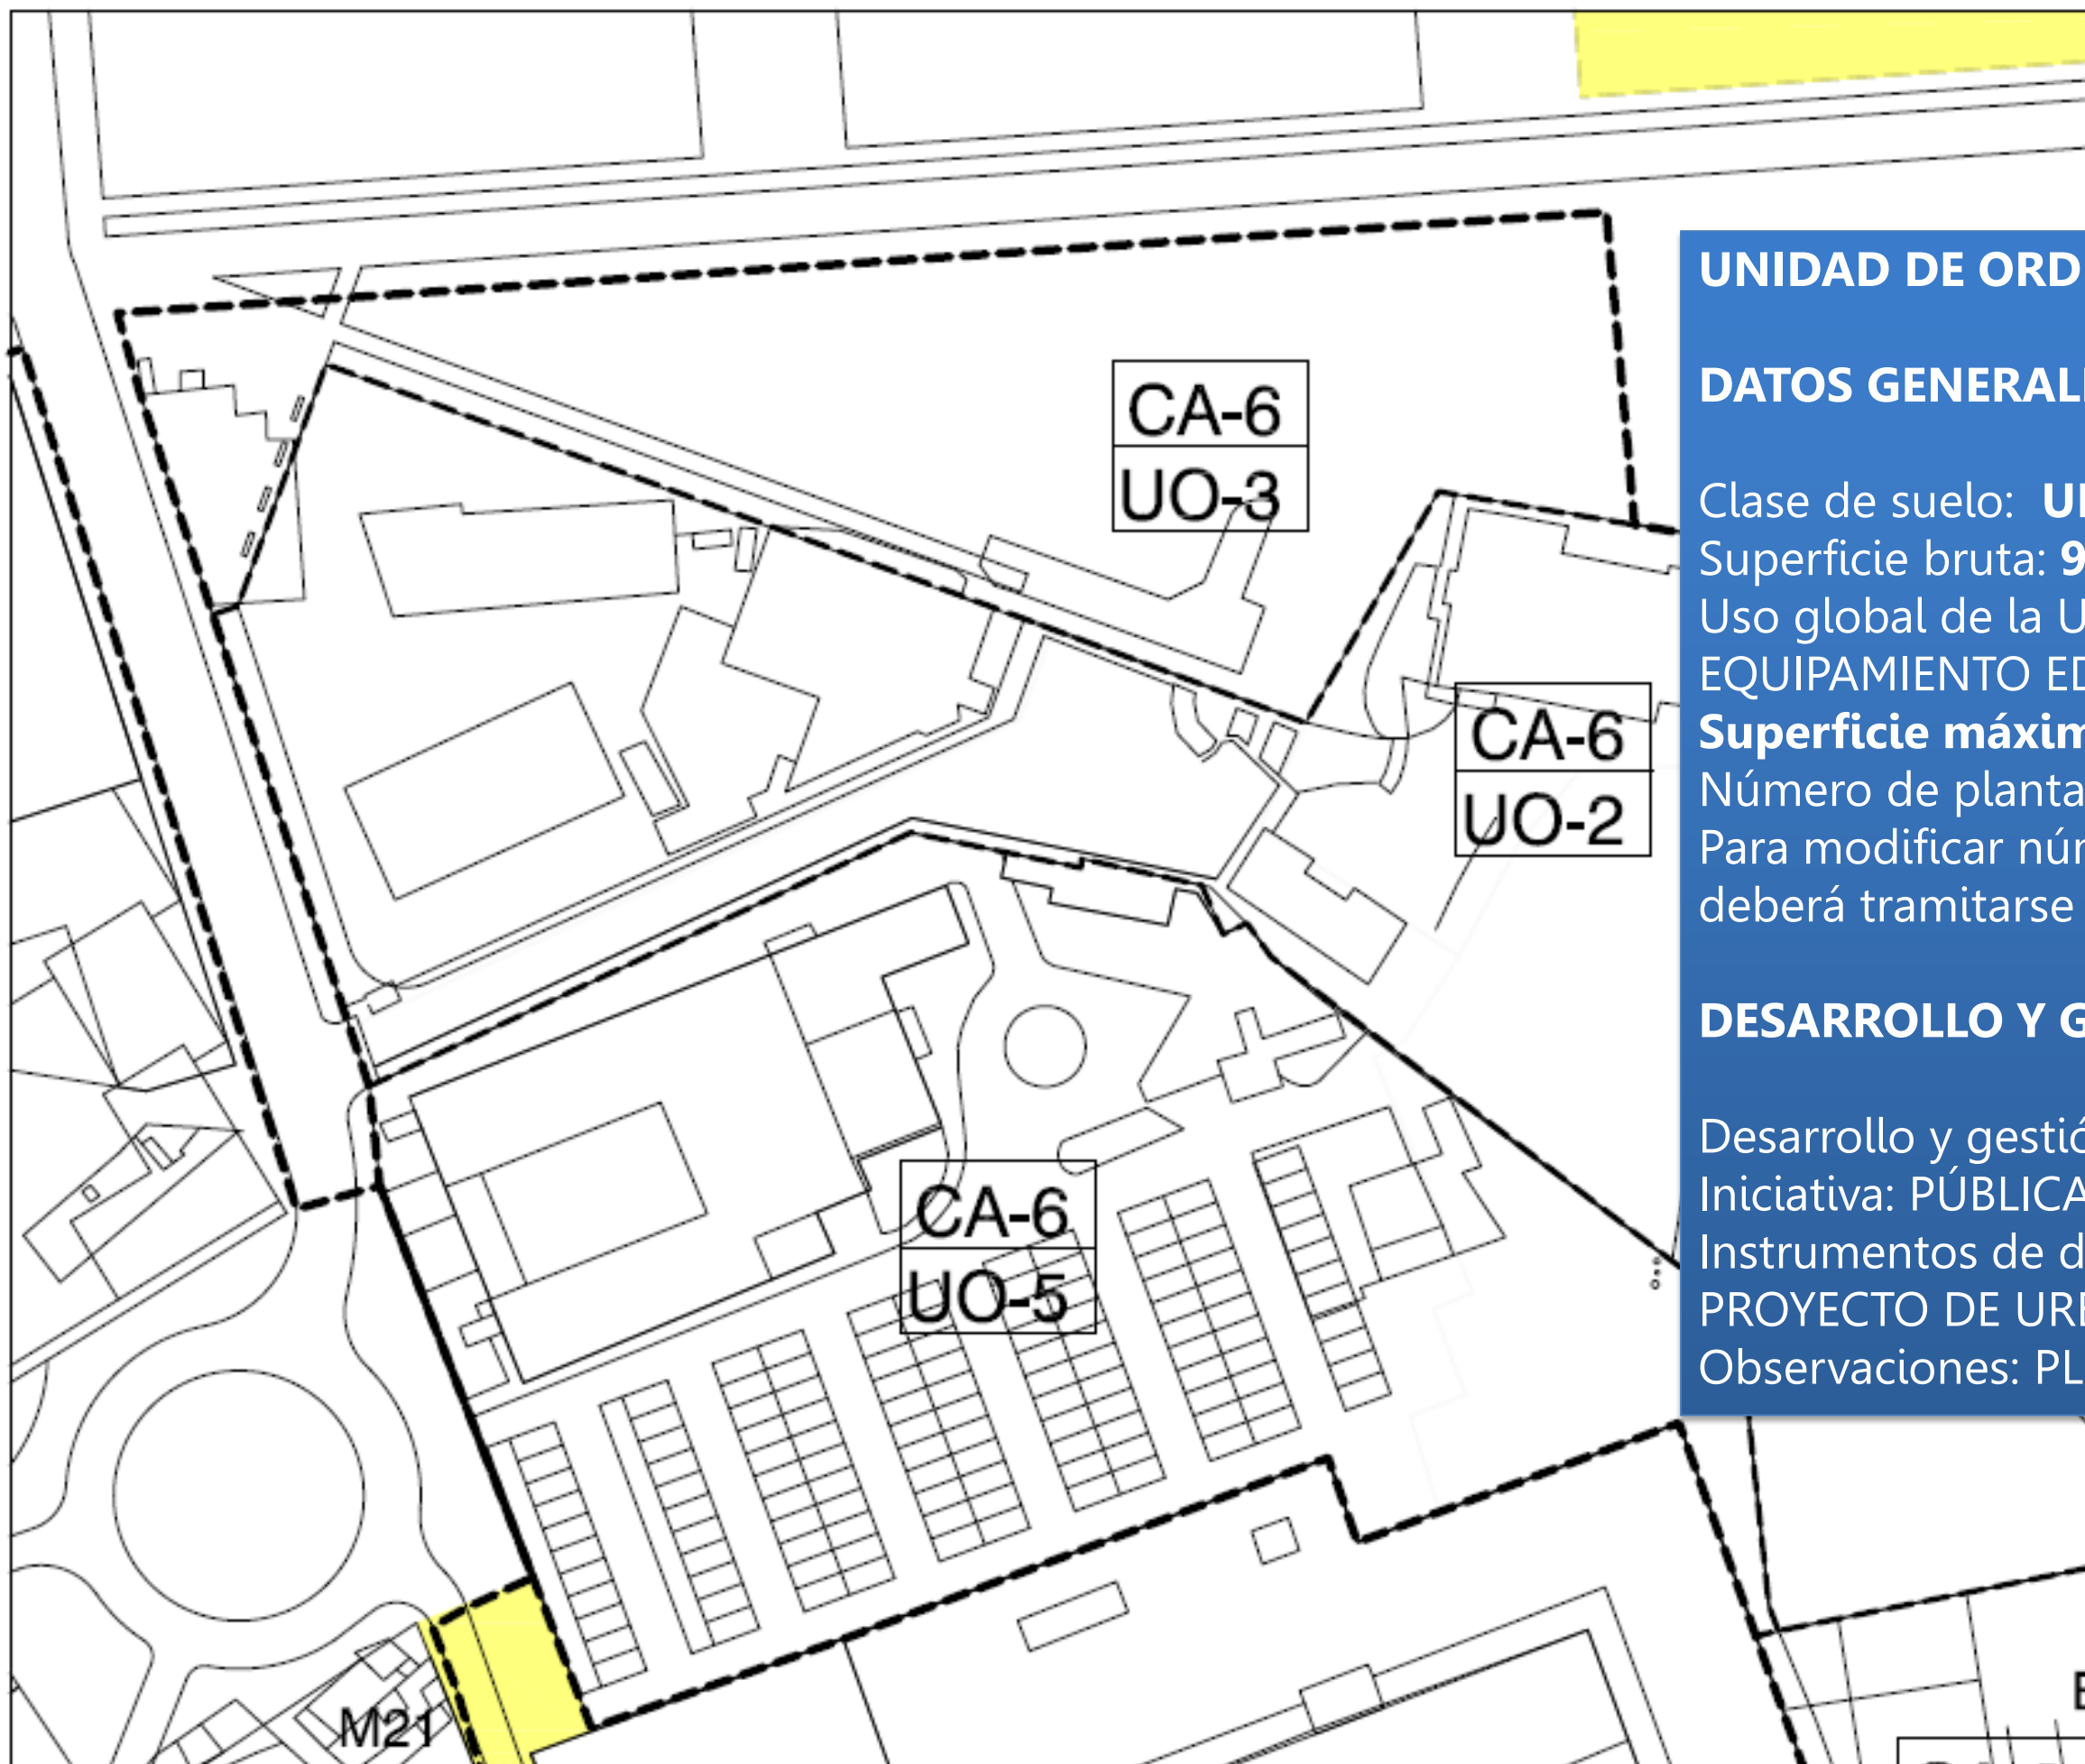 CA-6
UO-3
CA-6
UO-2
CA-6
UO-5
M21
UNIDAD DE ORD
DATOS GENERAL
Clase de suelo: U
Superficie bruta: 9
Uso global de la U
EQUIPAMIENTO ED
Superficie máxim
Número de planta
Para modificar nú
deberá tramitarse
DESARROLLO Y G
Desarrollo y gestió
Iniciativa: PÚBLICA
Instrumentos de d
PROYECTO DE URB
Observaciones: PL